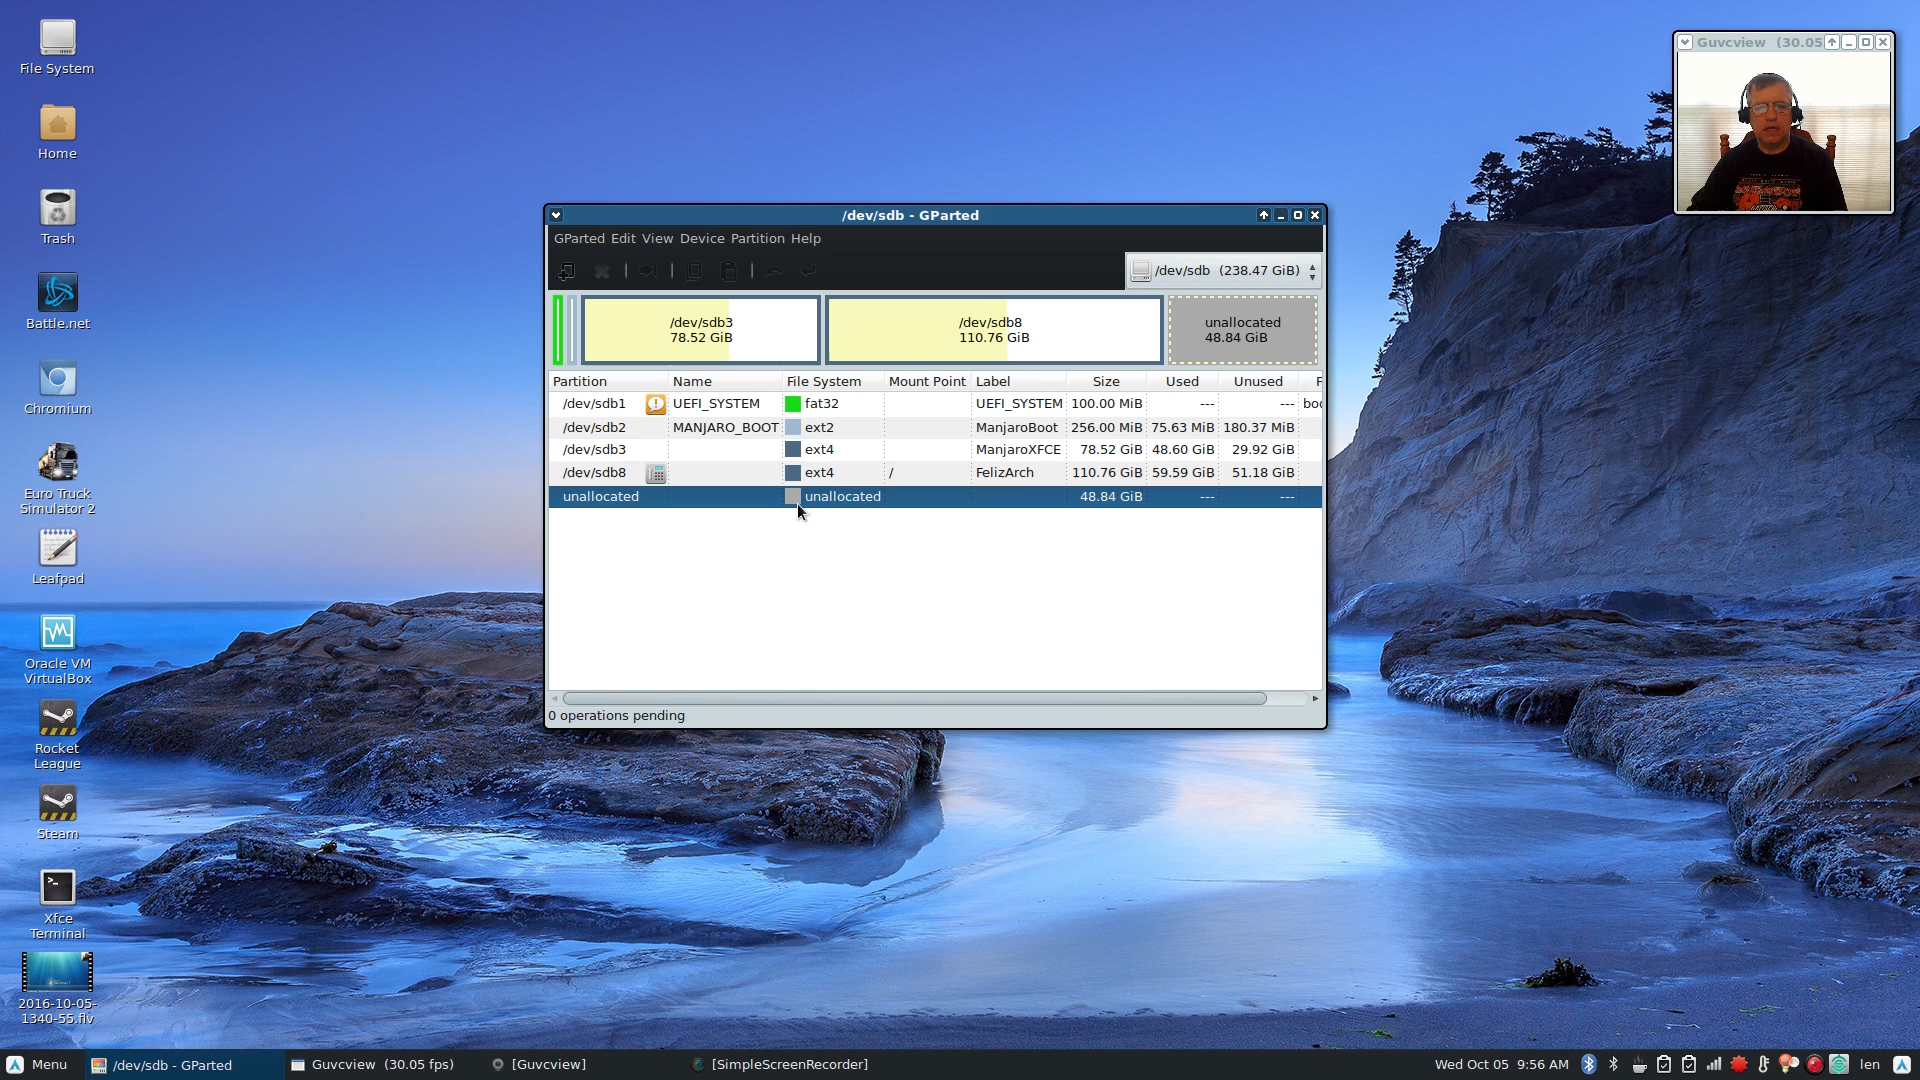 File System
Home
Trash
Battle.net
Chromium
Euro Truck
Simulator 2
Leafpad
Oracle VM
VirtualBox
Rocket
League
Steam
Xfce
Terminal
2016-10-05-
1340-55.flv
Guvcview (30.05
/dev/sdb - GParted
GParted Edit View Device Partition Help
/dev/sdb (238.47 GiB)
/dev/sdb3
78.52 GiB
/dev/sdb8
110.76 GiB
unallocated
48.84 GiB
Partition Name File System Mount Point Label Size Used Unused F
/dev/sdb1 UEFI_SYSTEM fat32 UEFI_SYSTEM 100.00 MiB --- --- boo
/dev/sdb2 MANJARO_BOOT ext2 ManjaroBoot 256.00 MiB 75.63 MiB 180.37 MiB
/dev/sdb3 ext4 ManjaroXFCE 78.52 GiB 48.60 GiB 29.92 GiB
/dev/sdb8 ext4 / FelizArch 110.76 GiB 59.59 GiB 51.18 GiB
unallocated unallocated 48.84 GiB --- ---
0 operations pending
Menu /dev/sdb - GParted Guvcview (30.05 fps) [Guvcview] [SimpleScreenRecorder] Wed Oct 05 9:56 AM len